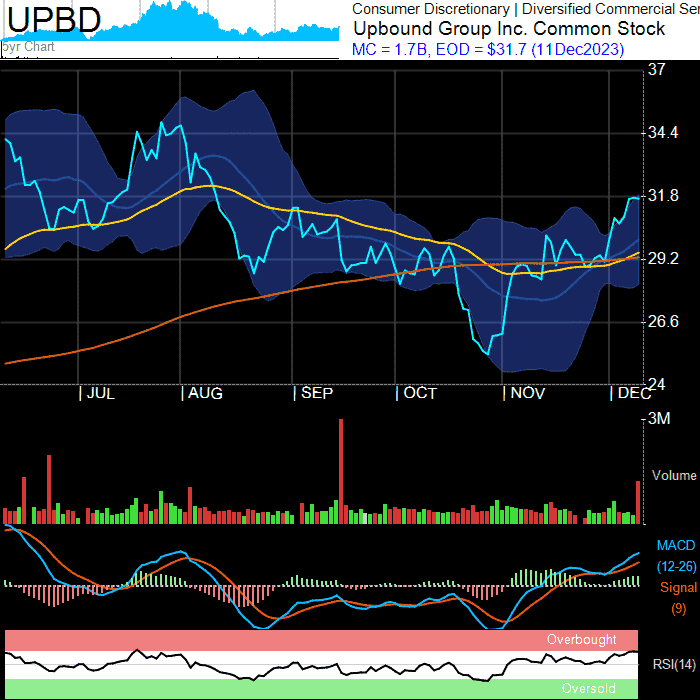 UPBD
5yr Chart
Consumer Discretionary | Diversified Commercial Ser
Upbound Group Inc. Common Stock
MC = 1.7B, EOD = $31.7 (11Dec2023)
37
34.4
31.8
29.2
26.6
24
JUL AUG SEP OCT NOV DEC
3M
Volume
MACD
(12-26)
Signal
(9)
Overbought
RSI(14)
Oversold